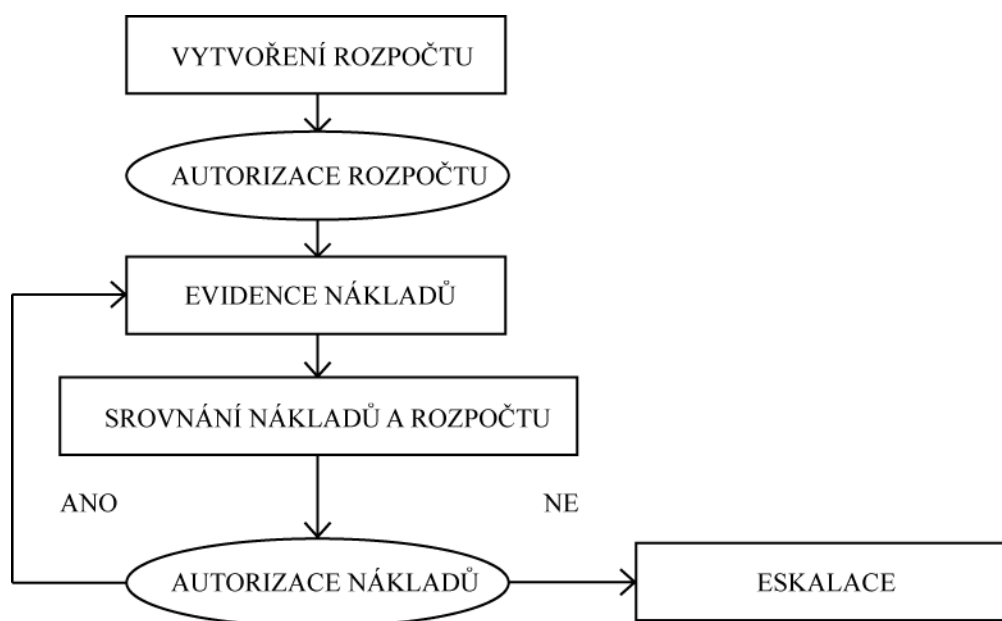 VYTVOŘENÍ ROZPOČTU
AUTORIZACE ROZPOČTU
EVIDENCE NÁKLADŮ
SROVNÁNÍ NÁKLADŮ A ROZPOČTU
ANO
NE
AUTORIZACE NÁKLADŮ
ESKALACE